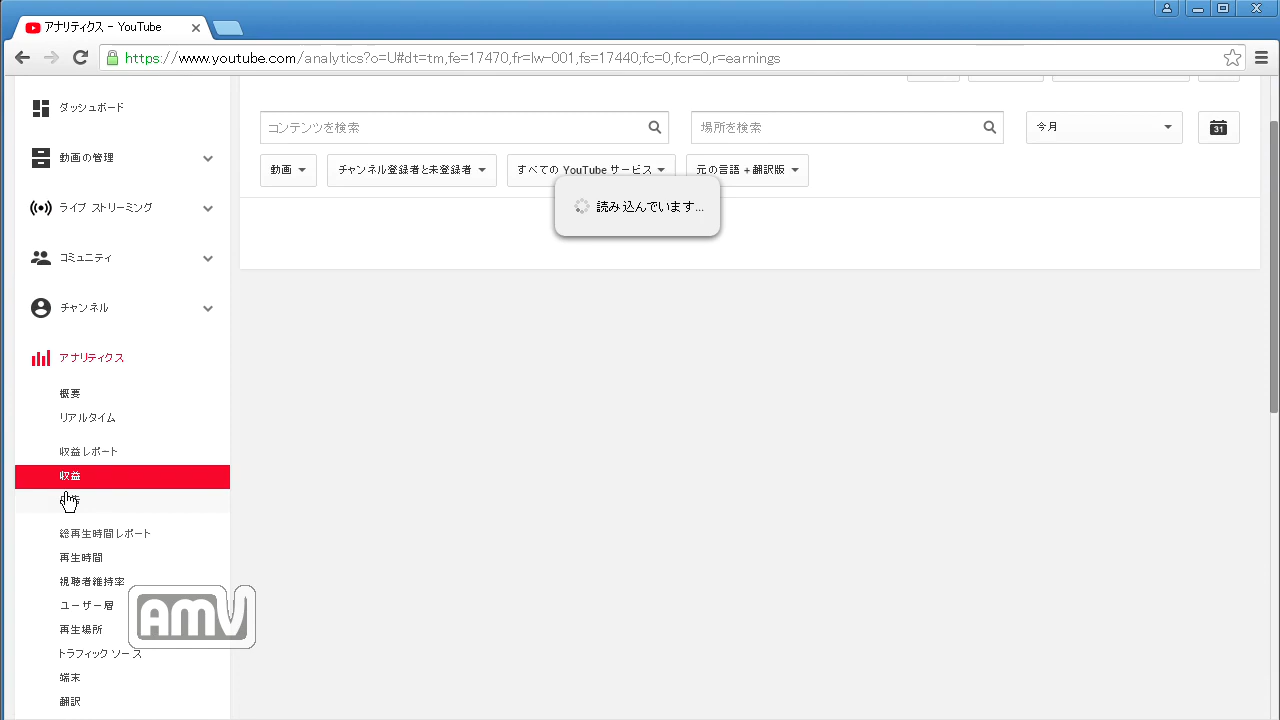 アナリティクス - YouTube
https://www.youtube.com/analytics?o=U#dt=tm,fe=17470,fr=lw-001,fs=17440,fc=0,fcr=0,r=earnings
ダッシュボード
コンテンツを検索
場所を検索
今月
31
動画の管理
動画
チャンネル登録者と未登録者
すべての YouTube サービス
元の言語 + 翻訳版
ライブ ストリーミング
読み込んでいます...
コミュニティ
チャンネル
アナリティクス
概要
リアルタイム
収益レポート
収益
総再生時間レポート
再生時間
視聴者維持率
ユーザー層
再生場所
トラフィック ソース
端末
翻訳
AMV